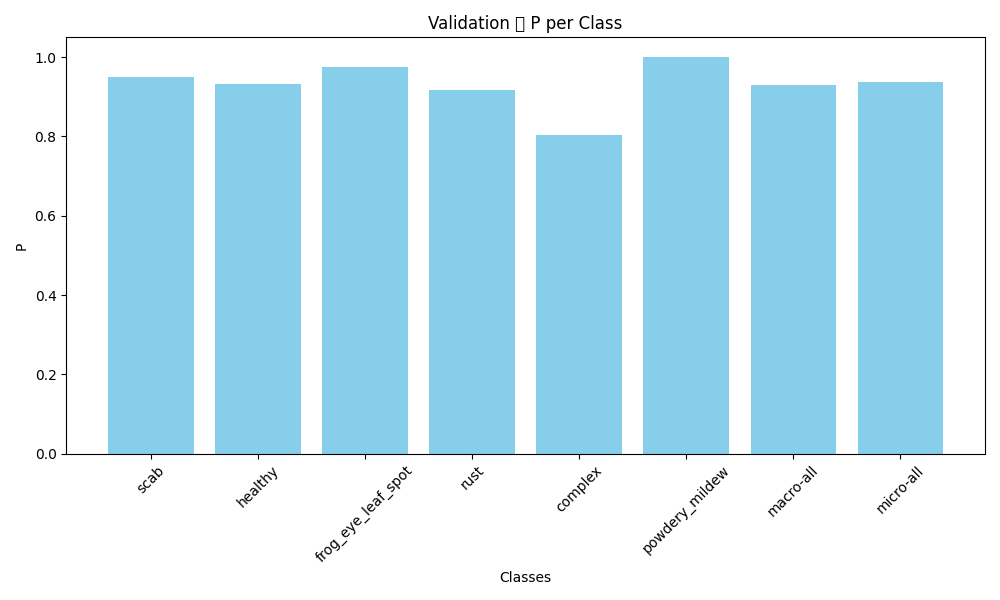 Validation P per Class
1.0
0.8
0.6
0.4
0.2
0.0
P
scab
healthy
frog_eye_leaf_spot
rust
complex
powdery_mildew
macro-all
micro-all
Classes